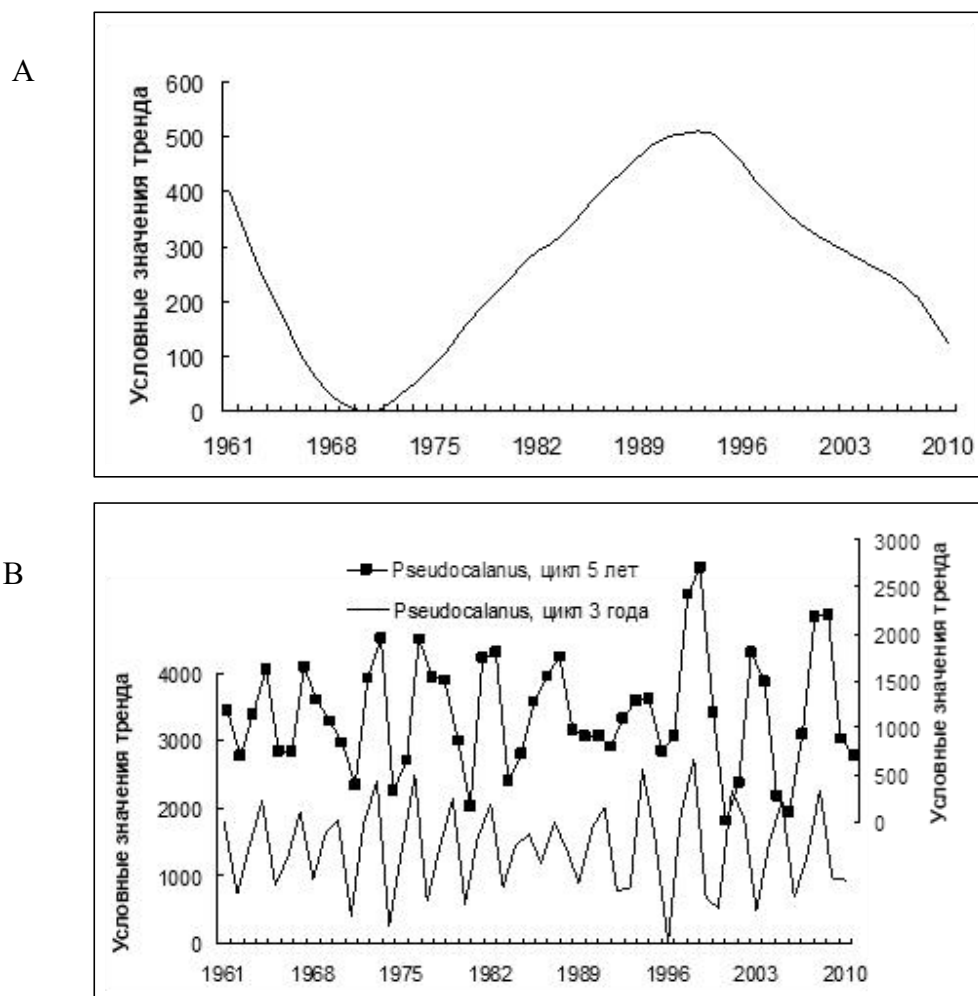 A
Условные значения тренда
600
500
400
300
200
100
0
1961 1968 1975 1982 1989 1996 2003 2010
B
Pseudocalanus, цикл 5 лет
Pseudocalanus, цикл 3 года
Условные значения тренда
4000
3000
2000
1000
0
3000
2500
2000
1500
1000
500
0
Условные значения тренда
1961 1968 1975 1982 1989 1996 2003 2010